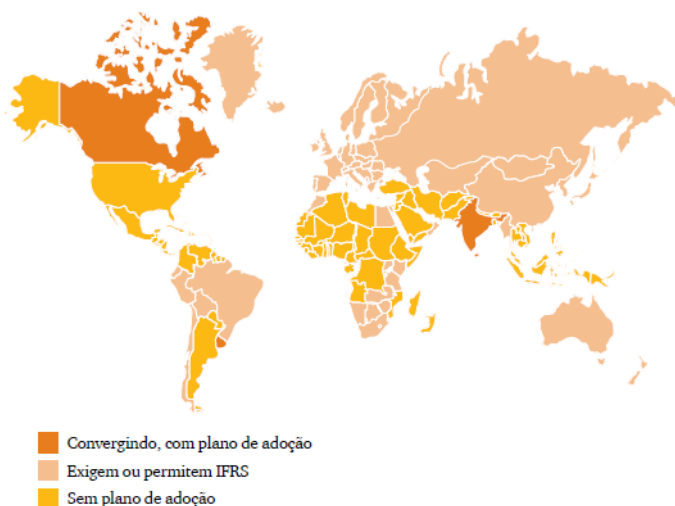 Convergindo, com plano de adoção
Exigem ou permitem IFRS
Sem plano de adoção